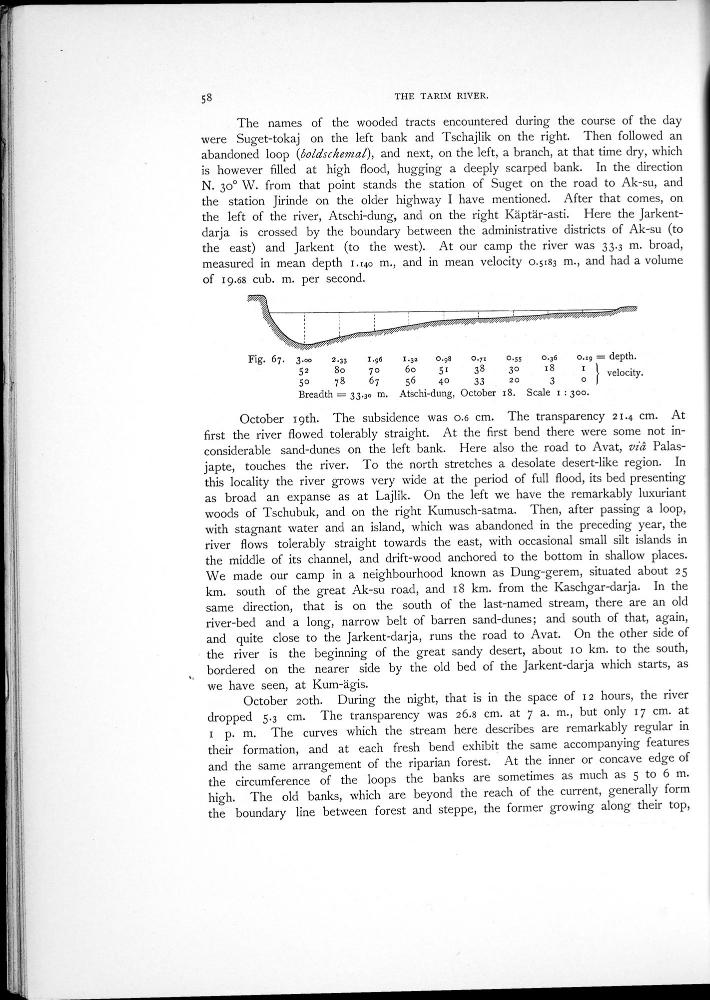 58
THE TARIM RIVER.
The names of the wooded tracts encountered during the course of the day
were Suget-tokaj on the left bank and Tschajlik on the right. Then followed an
abandoned loop (boldschemal), and next, on the left, a branch, at that time dry, which
is however filled at high flood, hugging a deeply scarped bank. In the direction
N. 30° W. from that point stands the station of Suget on the road to Ak-su, and
the station Jirinde on the older highway I have mentioned. After that comes, on
the left of the river, Atschi-dung, and on the right Käptär-asti. Here the Jarkent-
darja is crossed by the boundary between the administrative districts of Ak-su (to
the east) and Jarkent (to the west). At our camp the river was 33.3 m. broad,
measured in mean depth 1.140 m., and in mean velocity 0.5183 m., and had a volume
of 19.68 cub. m. per second.
Fig. 67. 3.00 2.33 1.96 1.32 0.98 0.71 0.55 0.36 0.19 = depth.
52 80 70 60 51 38 30 18 1
50 78 67 56 40 33 20 3 0 } velocity.
Breadth = 33.30 m. Atschi-dung, October 18. Scale 1 : 300.
October 19th. The subsidence was 0.6 cm. The transparency 21.4 cm. At
first the river flowed tolerably straight. At the first bend there were some not in-
considerable sand-dunes on the left bank. Here also the road to Avat, viâ Palas-
japte, touches the river. To the north stretches a desolate desert-like region. In
this locality the river grows very wide at the period of full flood, its bed presenting
as broad an expanse as at Lajlik. On the left we have the remarkably luxuriant
woods of Tschubuk, and on the right Kumusch-satma. Then, after passing a loop,
with stagnant water and an island, which was abandoned in the preceding year, the
river flows tolerably straight towards the east, with occasional small silt islands in
the middle of its channel, and drift-wood anchored to the bottom in shallow places.
We made our camp in a neighbourhood known as Dung-gerem, situated about 25
km. south of the great Ak-su road, and 18 km. from the Kaschgar-darja. In the
same direction, that is on the south of the last-named stream, there are an old
river-bed and a long, narrow belt of barren sand-dunes; and south of that, again,
and quite close to the Jarkent-darja, runs the road to Avat. On the other side of
the river is the beginning of the great sandy desert, about 10 km. to the south,
bordered on the nearer side by the old bed of the Jarkent-darja which starts, as
we have seen, at Kum-ägis.
October 20th. During the night, that is in the space of 12 hours, the river
dropped 5.3 cm. The transparency was 26.8 cm. at 7 a. m., but only 17 cm. at
1 p. m. The curves which the stream here describes are remarkably regular in
their formation, and at each fresh bend exhibit the same accompanying features
and the same arrangement of the riparian forest. At the inner or concave edge of
the circumference of the loops the banks are sometimes as much as 5 to 6 m.
high. The old banks, which are beyond the reach of the current, generally form
the boundary line between forest and steppe, the former growing along their top,